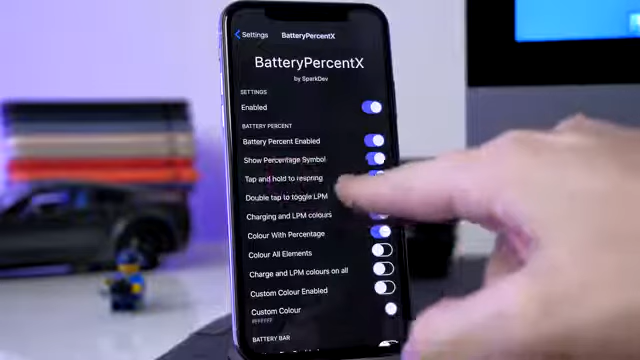 Settings
BatteryPercentX
BatteryPercentX
by SparkDev
SETTINGS
Enabled
BATTERY PERCENT
Battery Percent Enabled
Show Percentage Symbol
Tap and hold to respring
Double tap to toggle LPM
Charging and LPM colours
Colour With Percentage
Colour All Elements
Charge and LPM colours on all
Custom Colour Enabled
Custom Colour
#FFFFFF
BATTERY BAR